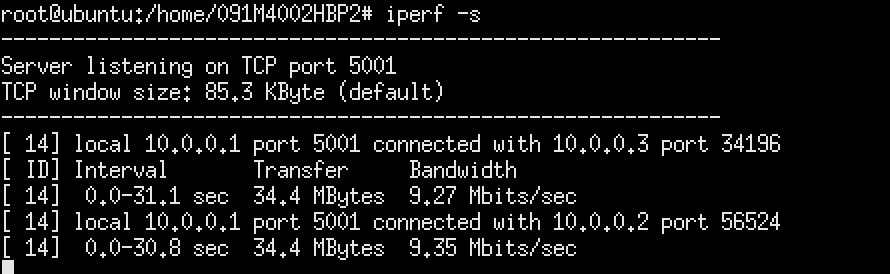 root@ubuntu:/home/091M4002HBP2# iperf -s
------------------------------------------------------------
Server listening on TCP port 5001
TCP window size: 85.3 KByte (default)
------------------------------------------------------------
[ 14] local 10.0.0.1 port 5001 connected with 10.0.0.3 port 34196
[ ID] Interval       Transfer     Bandwidth
[ 14]  0.0-31.1 sec  34.4 MBytes  9.27 Mbits/sec
[ 14] local 10.0.0.1 port 5001 connected with 10.0.0.2 port 56524
[ 14]  0.0-30.8 sec  34.4 MBytes  9.35 Mbits/sec